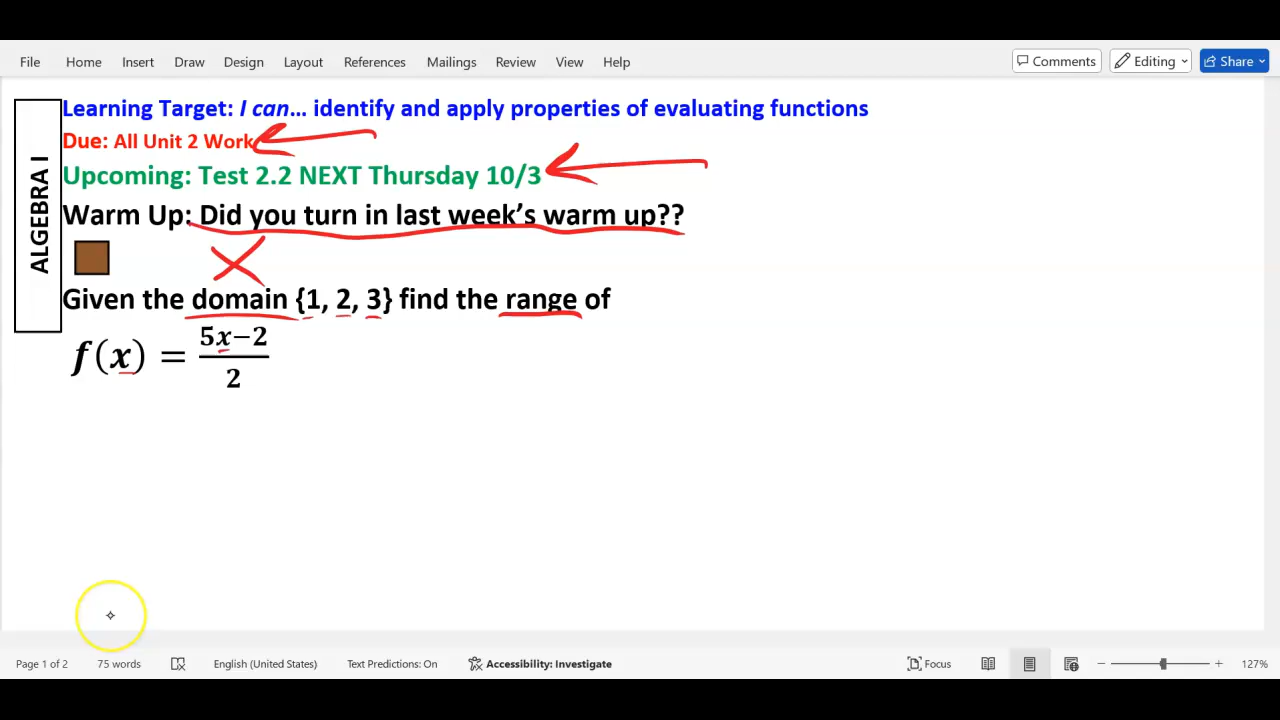 File Home Insert Draw Design Layout References Mailings Review View Help Comments Editing Share
Learning Target: I can… identify and apply properties of evaluating functions
Due: All Unit 2 Work
Upcoming: Test 2.2 NEXT Thursday 10/3
Warm Up: Did you turn in last week's warm up??
X
ALGEBRA I
Given the domain {1, 2, 3} find the range of
f(x) = 5x−2
2
Page 1 of 2 75 words English (United States) Text Predictions: On Accessibility: Investigate Focus 127%